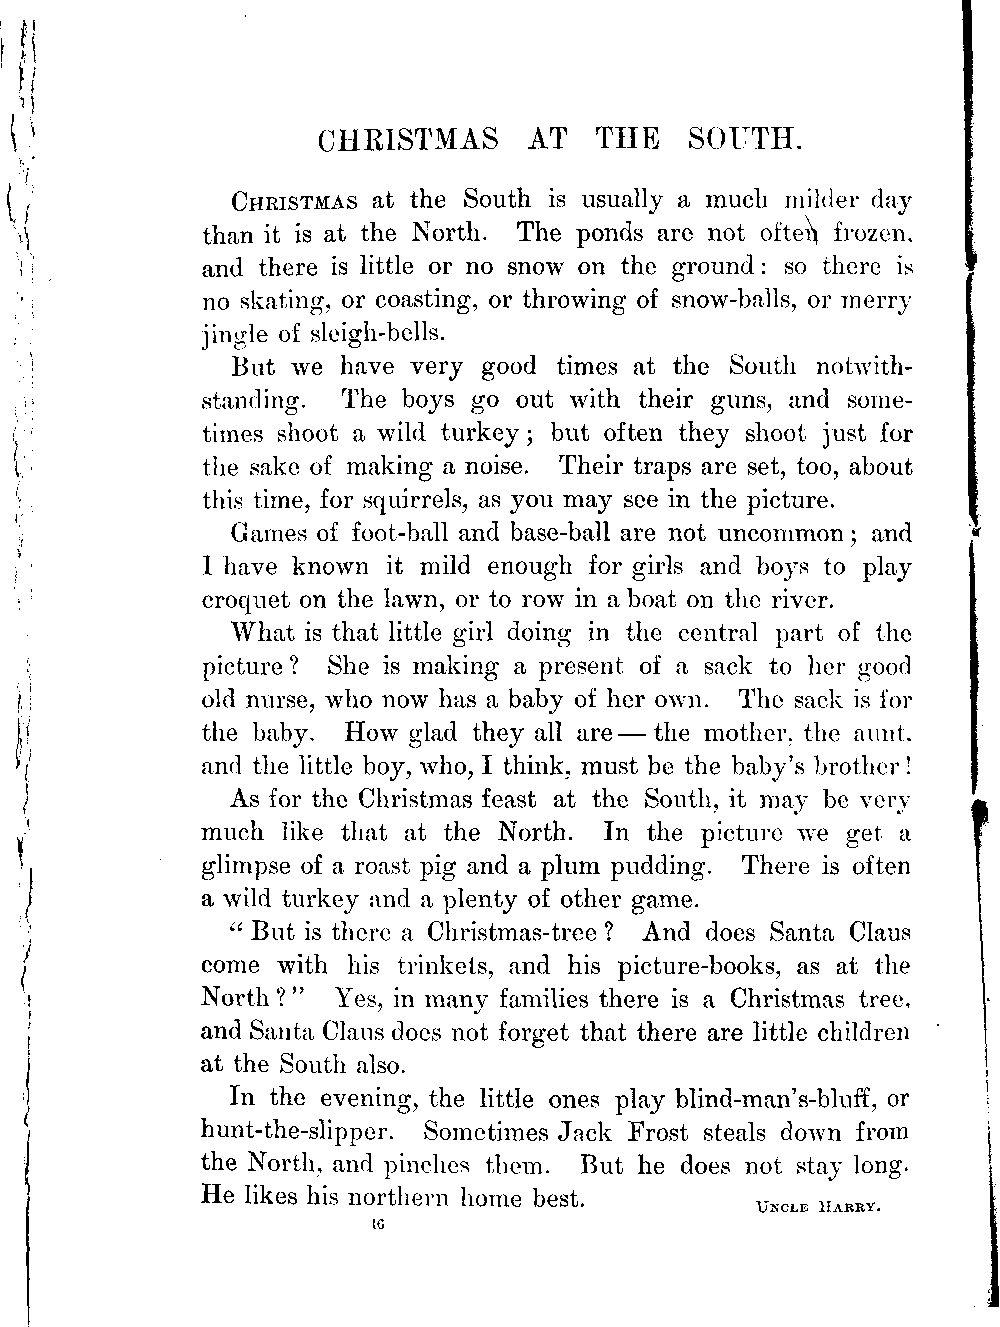 CHRISTMAS AT THE SOUTH.
CHRISTMAS at the South is usually a much milder day
than it is at the North. The ponds are not often frozen,
and there is little or no snow on the ground: so there is
no skating, or coasting, or throwing of snow-balls, or merry
jingle of sleigh-bells.
But we have very good times at the South notwith-
standing. The boys go out with their guns, and some-
times shoot a wild turkey; but often they shoot just for
the sake of making a noise. Their traps are set, too, about
this time, for squirrels, as you may see in the picture.
Games of foot-ball and base-ball are not uncommon; and
I have known it mild enough for girls and boys to play
croquet on the lawn, or to row in a boat on the river.
What is that little girl doing in the central part of the
picture? She is making a present of a sack to her good
old nurse, who now has a baby of her own. The sack is for
the baby. How glad they all are — the mother, the aunt,
and the little boy, who, I think, must be the baby's brother!
As for the Christmas feast at the South, it may be very
much like that at the North. In the picture we get a
glimpse of a roast pig and a plum pudding. There is often
a wild turkey and a plenty of other game.
"But is there a Christmas-tree? And does Santa Claus
come with his trinkets, and his picture-books, as at the
North?" Yes, in many families there is a Christmas tree,
and Santa Claus does not forget that there are little children
at the South also.
In the evening, the little ones play blind-man's-bluff, or
hunt-the-slipper. Sometimes Jack Frost steals down from
the North, and pinches them. But he does not stay long.
He likes his northern home best. UNCLE HARRY.
16